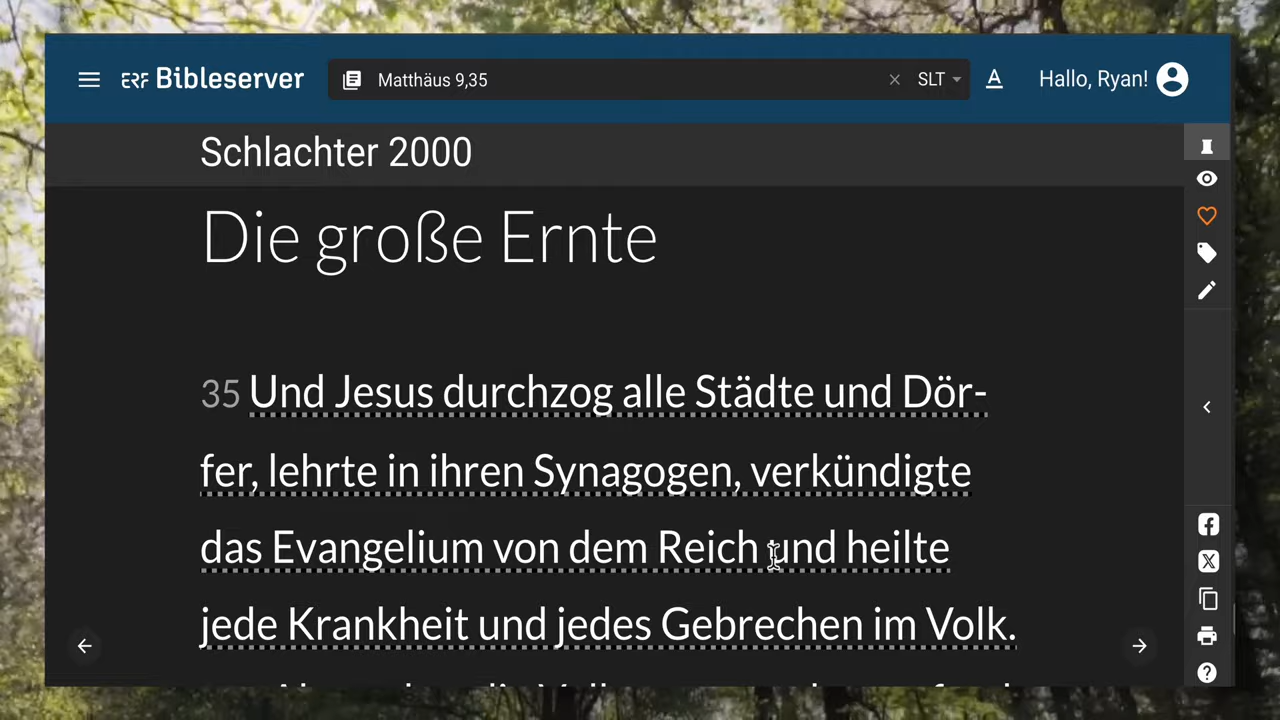 ERF Bibleserver
Matthäus 9,35
SLT
A
Hallo, Ryan!
Schlachter 2000
Die große Ernte
35 Und Jesus durchzog alle Städte und Dör-
fer, lehrte in ihren Synagogen, verkündigte
das Evangelium von dem Reich und heilte
jede Krankheit und jedes Gebrechen im Volk.